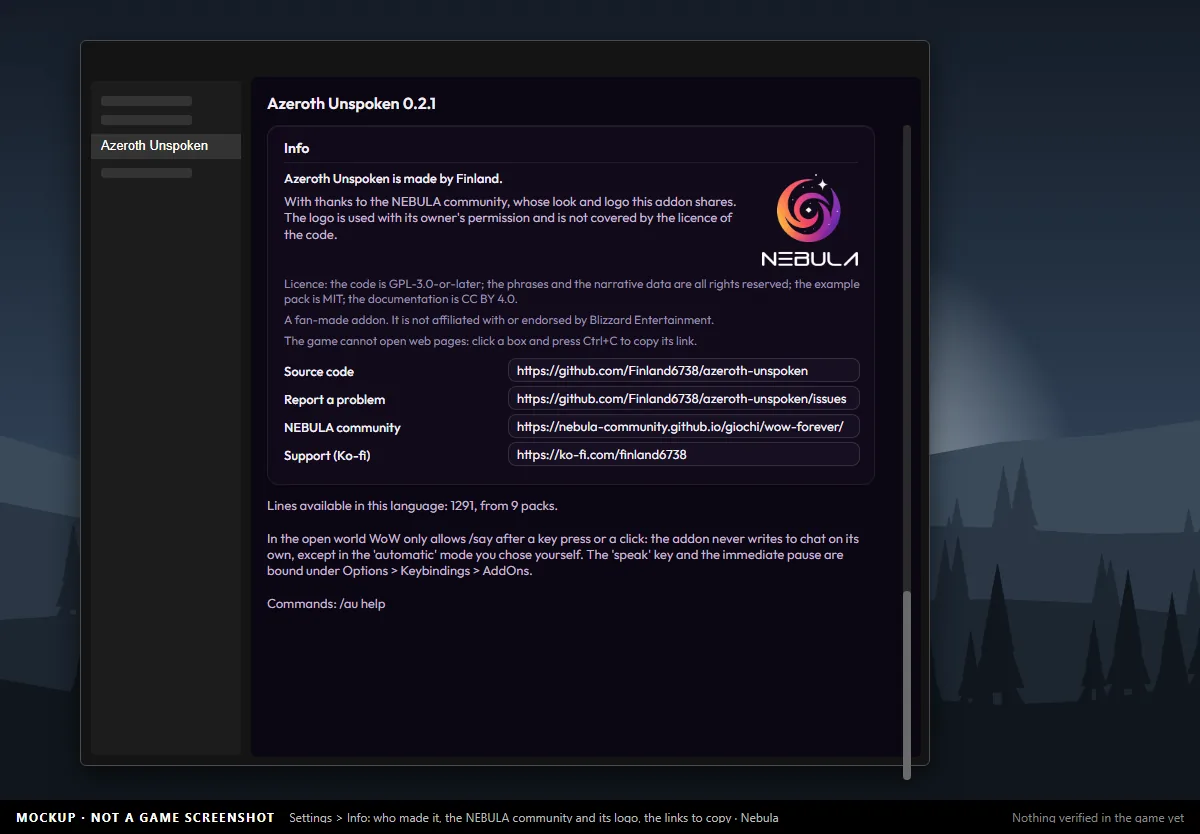 Azeroth Unspoken 0.2.1
Azeroth Unspoken
Info
Azeroth Unspoken is made by Finland.
With thanks to the NEBULA community, whose look and logo this addon shares.
The logo is used with its owner's permission and is not covered by the licence of
the code.
NEBULA
Licence: the code is GPL-3.0-or-later; the phrases and the narrative data are all rights reserved; the example
pack is MIT; the documentation is CC BY 4.0.
A fan-made addon. It is not affiliated with or endorsed by Blizzard Entertainment.
The game cannot open web pages: click a box and press Ctrl+C to copy its link.
Source code https://github.com/Finland6738/azeroth-unspoken
Report a problem https://github.com/Finland6738/azeroth-unspoken/issues
NEBULA community https://nebula-community.github.io/giochi/wow-forever/
Support (Ko-fi) https://ko-fi.com/finland6738
Lines available in this language: 1291, from 9 packs.
In the open world WoW only allows /say after a key press or a click: the addon never writes to chat on its
own, except in the 'automatic' mode you chose yourself. The 'speak' key and the immediate pause are
bound under Options > Keybindings > AddOns.
Commands: /au help
MOCKUP · NOT A GAME SCREENSHOT Settings > Info: who made it, the NEBULA community and its logo, the links to copy · Nebula Nothing verified in the game yet